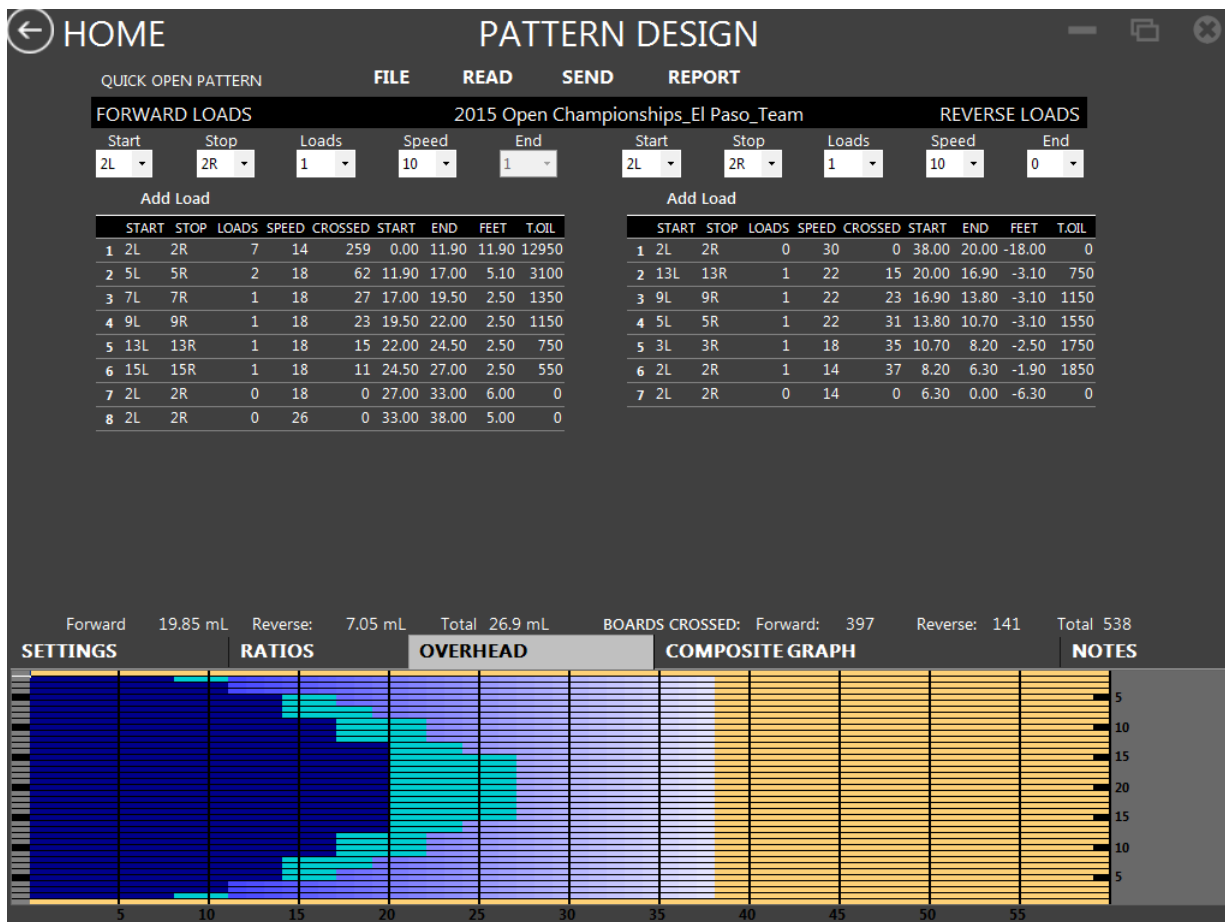 HOME PATTERN DESIGN
QUICK OPEN PATTERN FILE READ SEND REPORT
FORWARD LOADS 2015 Open Championships_El Paso_Team REVERSE LOADS
Start Stop Loads Speed End Start Stop Loads Speed End
2L 2R 1 10 1 2L 2R 1 10 0
Add Load Add Load
START STOP LOADS SPEED CROSSED START END FEET T.OIL START STOP LOADS SPEED CROSSED START END FEET T.OIL
1 2L 2R 7 14 259 0.00 11.90 11.90 12950 1 2L 2R 0 30 0 38.00 20.00 -18.00 0
2 5L 5R 2 18 62 11.90 17.00 5.10 3100 2 13L 13R 1 22 15 20.00 16.90 -3.10 750
3 7L 7R 1 18 27 17.00 19.50 2.50 1350 3 9L 9R 1 22 23 16.90 13.80 -3.10 1150
4 9L 9R 1 18 23 19.50 22.00 2.50 1150 4 5L 5R 1 22 31 13.80 10.70 -3.10 1550
5 13L 13R 1 18 15 22.00 24.50 2.50 750 5 3L 3R 1 18 35 10.70 8.20 -2.50 1750
6 15L 15R 1 18 11 24.50 27.00 2.50 550 6 2L 2R 1 14 37 8.20 6.30 -1.90 1850
7 2L 2R 0 18 0 27.00 33.00 6.00 0 7 2L 2R 0 14 0 6.30 0.00 -6.30 0
8 2L 2R 0 26 0 33.00 38.00 5.00 0
Forward 19.85 mL Reverse: 7.05 mL Total 26.9 mL BOARDS CROSSED: Forward: 397 Reverse: 141 Total 538
SETTINGS RATIOS OVERHEAD COMPOSITE GRAPH NOTES
5
10
15
20
15
10
5
5 10 15 20 25 30 35 40 45 50 55